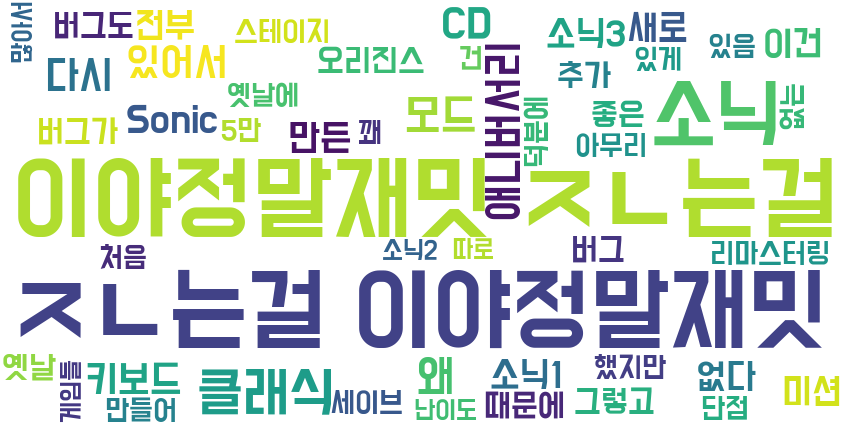 많아서
버그도
전부
있어서
스테이지
오리진스
CD
건
소닉3
새로
있게
있음
이건
다시
추가
옛날에
애니버서리
Sonic
5만
버그가
만든
꽤
모드
덕분에
좋은
아무리
소닉
없는
이야정말재밋 ㅈㄴ는걸
처음
소닉2
따로
버그
리마스터링
ㅈㄴ는걸 이야정말재밋
옛날
게임들
키보드
만들어
클래식
세이브
왜
난이도
소닉1
때문에
했지만
그렇고
없다
단점
미션